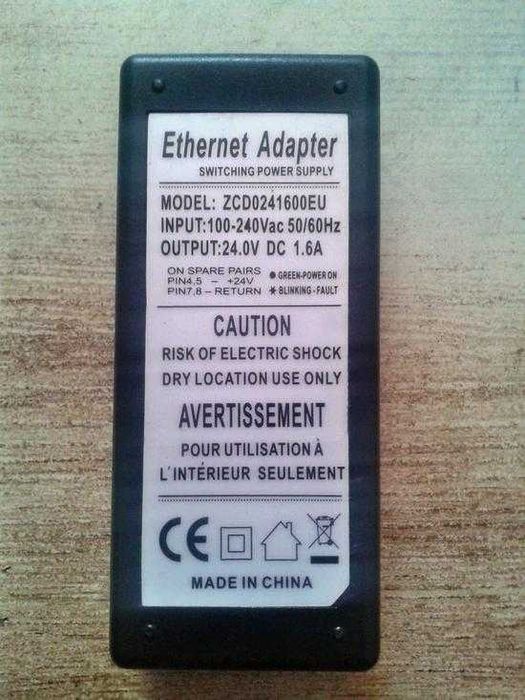 Ethernet Adapter
SWITCHING POWER SUPPLY
MODEL: ZCD0241600EU
INPUT:100-240Vac 50/60Hz
OUTPUT:24.0V DC 1.6A
ON SPARE PAIRS ● GREEN-POWER ON
PIN4,5 – +24V
PIN7,8 – RETURN ✶ BLINKING-FAULT
CAUTION
RISK OF ELECTRIC SHOCK
DRY LOCATION USE ONLY
AVERTISSEMENT
POUR UTILISATION À
L'INTÉRIEUR SEULEMENT
CE
MADE IN CHINA